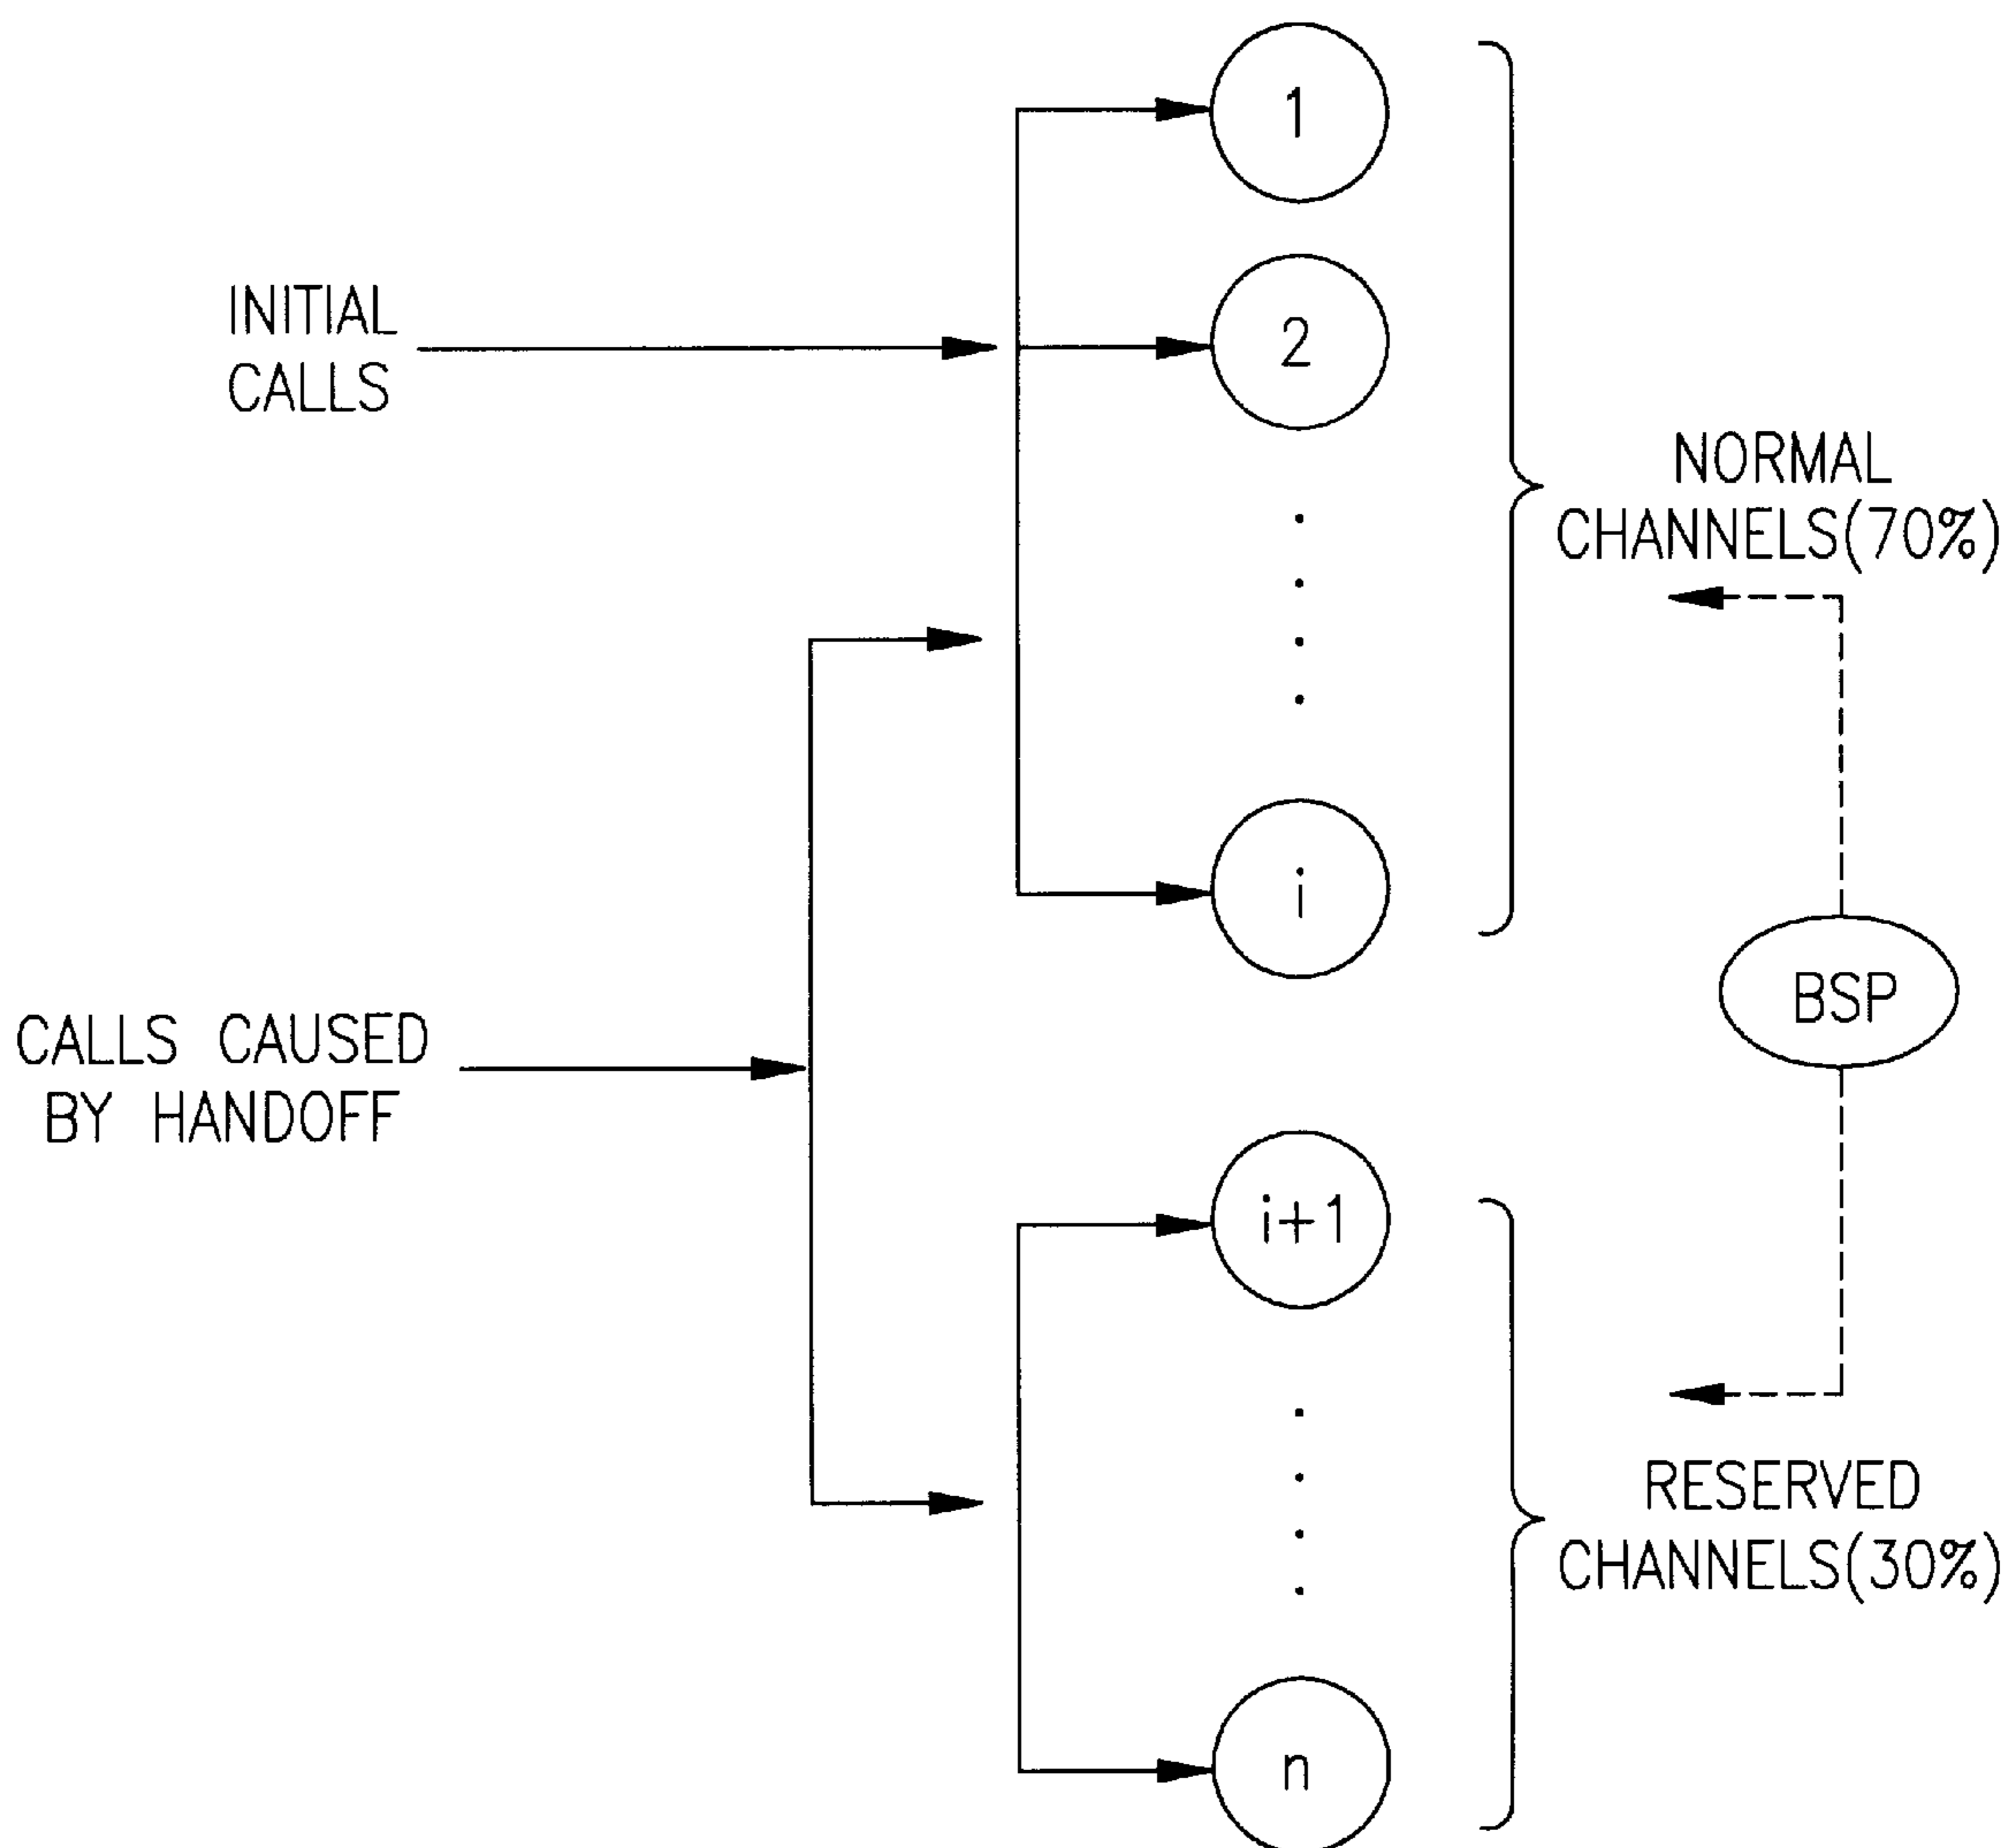 1
2
INITIAL
CALLS
NORMAL
CHANNELS(70%)
i
BSP
CALLS CAUSED
BY HANDOFF
i+1
RESERVED
CHANNELS(30%)
n